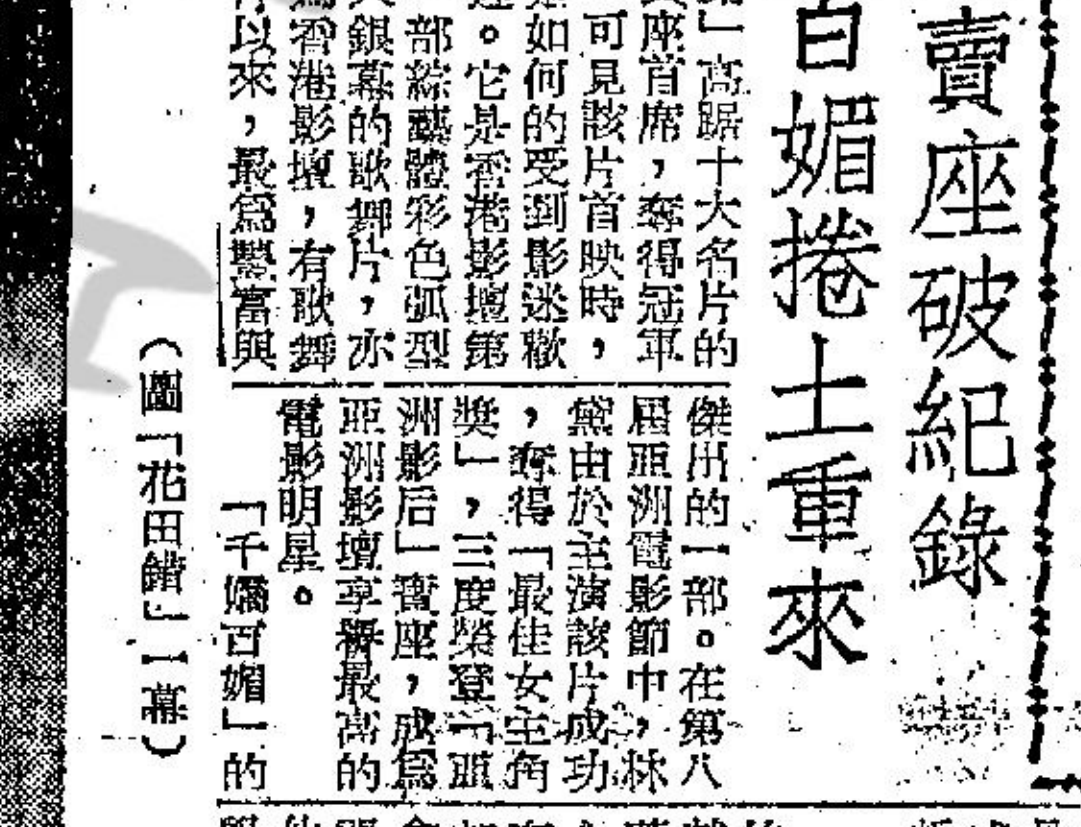 賣座破紀錄
百媚捲土重來
」高踞十大名片的
座首席，奪得冠軍
可見該片首映時，
如何的受到影迷歡
。它是香港影壇第
部綜藝體彩色弧型
銀幕的歌舞片，亦
香港影壇，有歌舞
以來，最爲豐富與
傑出的一部。在第八
屆亞洲電影節中，林
黛由於主演該片成功
，奪得「最佳女主角
獎」，三度榮登「亞
洲影后」寶座，成爲
亞洲影壇享譽最高的
電影明星。
「千嬌百媚」的
（圖「花田錯」一幕）